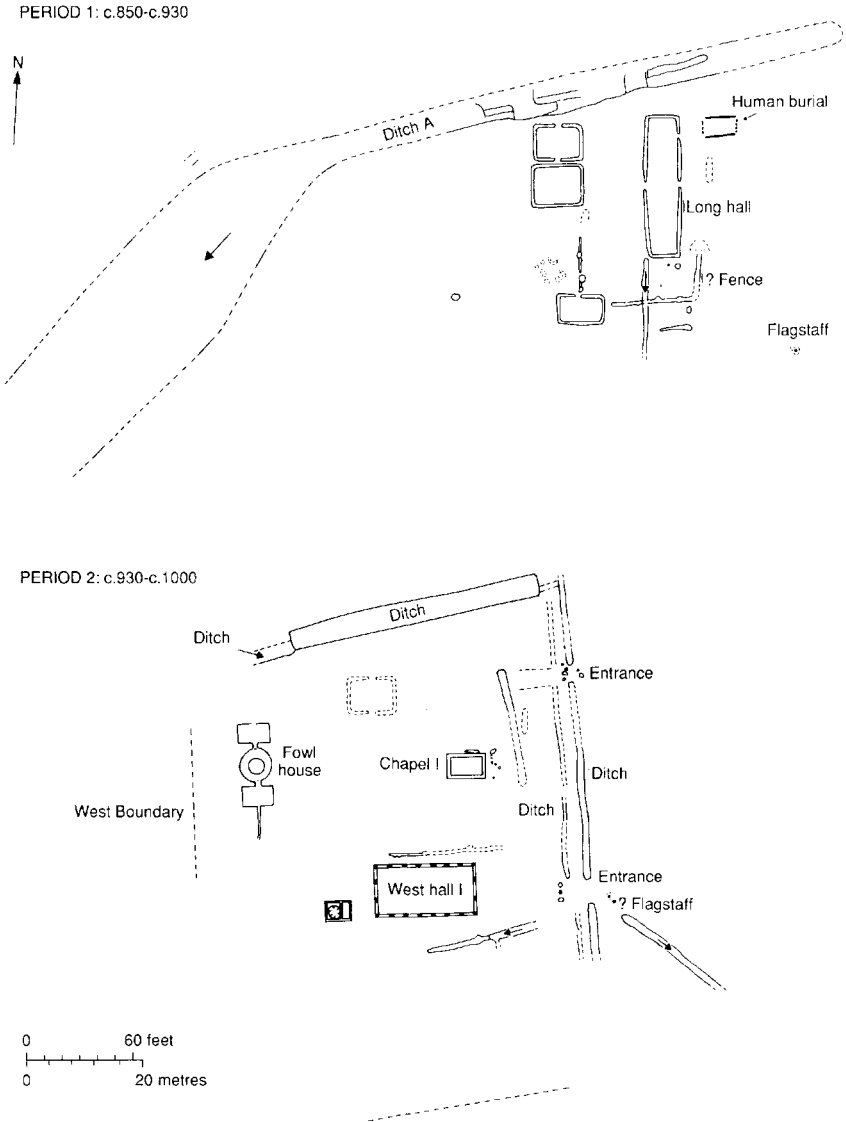 PERIOD 1: c.850-c.930
N
Human burial
Ditch A
Long hall
? Fence
Flagstaff
PERIOD 2: c.930-c.1000
Ditch
Ditch
Entrance
Fowl
house
Chapel I
Ditch
West Boundary
Ditch
Entrance
West hall I
? Flagstaff
0 60 feet
0 20 metres